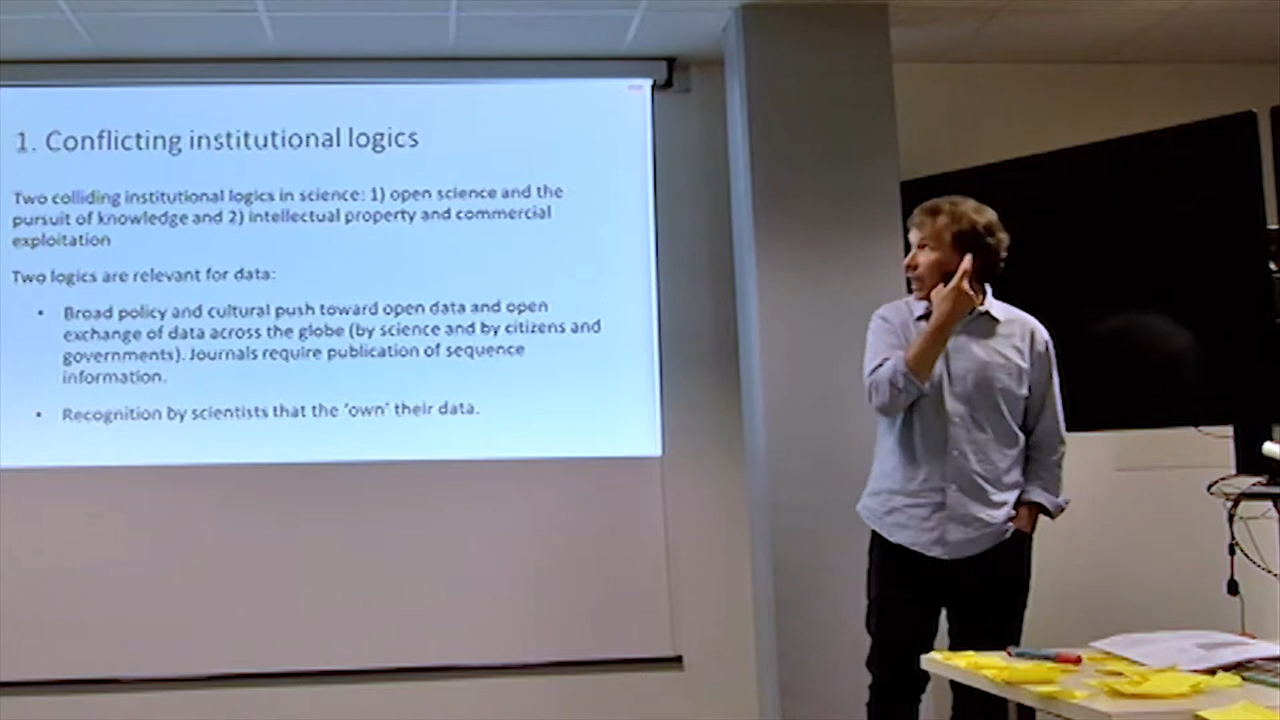 1. Conflicting institutional logics
Two colliding institutional logics in science: 1) open science and the
pursuit of knowledge and 2) intellectual property and commercial
exploitation
Two logics are relevant for data:
• Broad policy and cultural push toward open data and open
exchange of data across the globe (by science and by citizens and
governments). Journals require publication of sequence
information.
• Recognition by scientists that the 'own' their data.